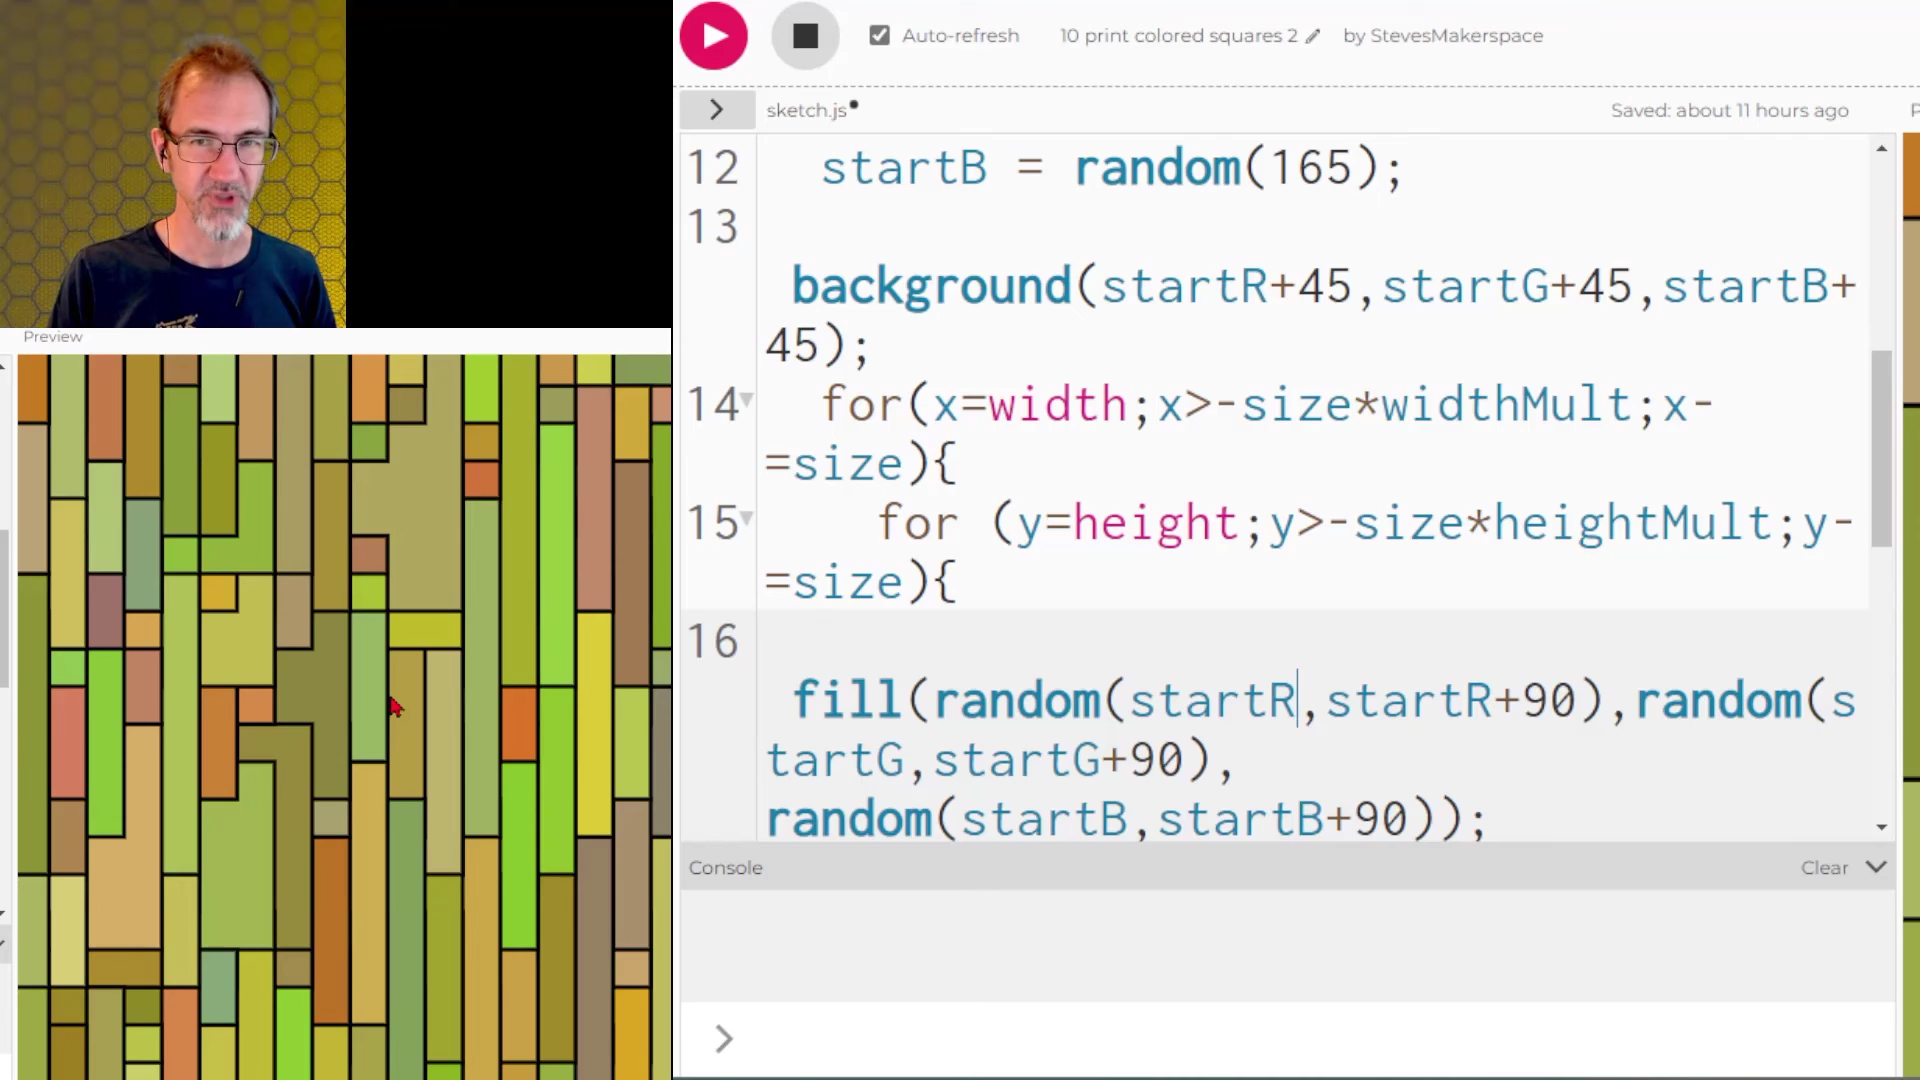 Auto-refresh
10 print colored squares 2
by StevesMakerspace
>
sketch.js●
Saved: about 11 hours ago
P
12 startB = random(165);
13
background(startR+45,startG+45,startB+
45);
14 for(x=width;x>-size*widthMult;x-
=size){
15 for (y=height;y>-size*heightMult;y-
=size){
16
fill(random(startR,startR+90),random(s
tartG,startG+90),
random(startB,startB+90));
Preview
Console
Clear
>